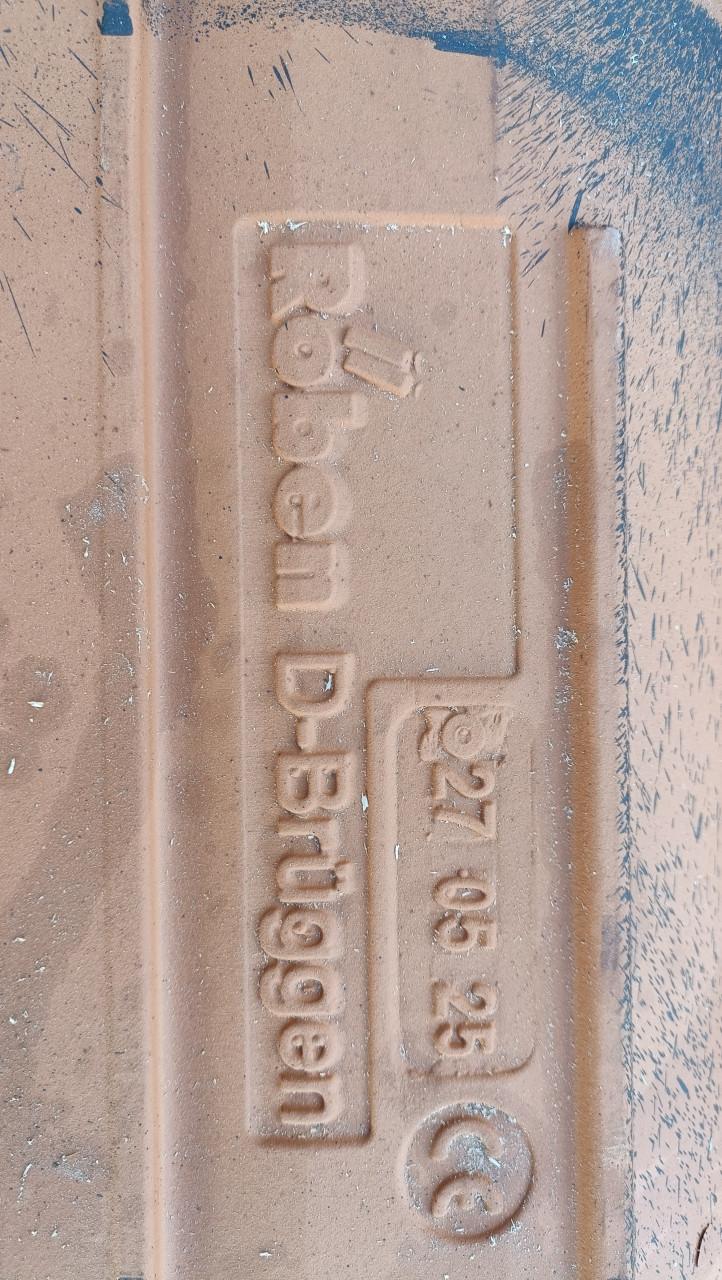 27 05 25 CE
Röben D-Brüggen